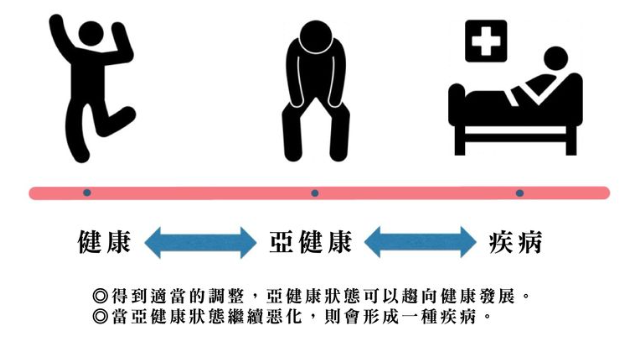 健康 亞健康 疾病
◎得到適當的調整，亞健康狀態可以趨向健康發展。
◎當亞健康狀態繼續惡化，則會形成一種疾病。